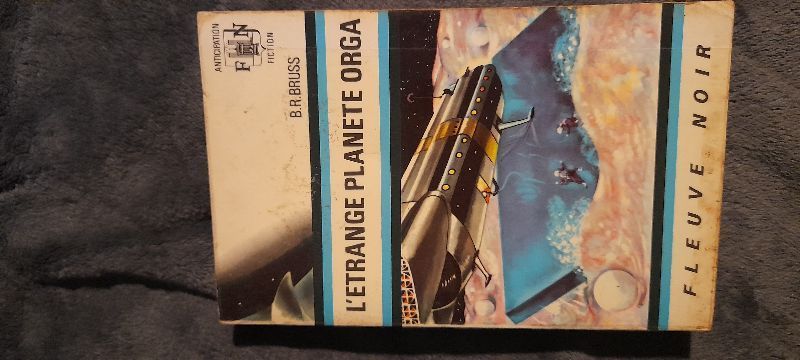 ANTICIPATION
FN
FICTION
B.R.BRUSS
L'ETRANGE PLANETE ORGA
FLEUVE NOIR